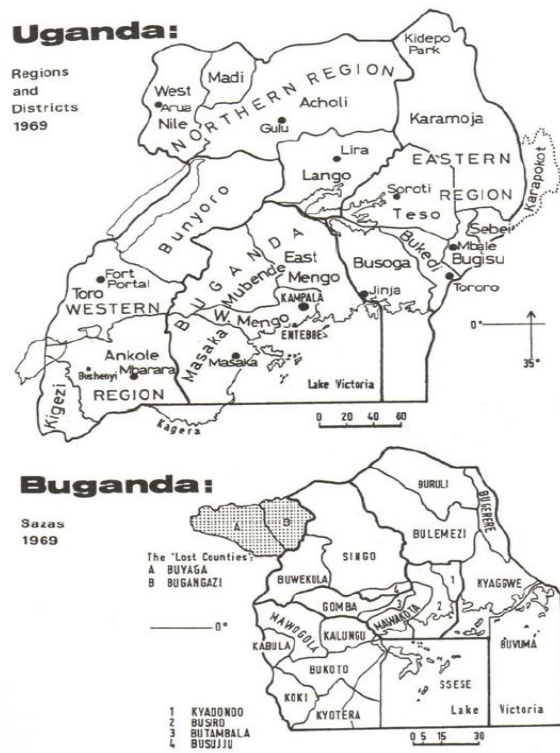 Uganda:
Regions
and
Districts
1969
Kidepo
Park
West
Arua
Nile
Madi
NORTHERN REGION
Acholi
Gulu
Karamoja
Lira
Lango
EASTERN
REGION
Karapokot
Soroti
Teso
Sebei
Bunyoro
Bukedi
Mbale
Bugisu
BUGANDA
Mubende
East
Mengo
Busoga
Tororo
Fort
Portal
Toro
WESTERN
KAMPALA
Jinja
W. Mengo
ENTEBBE
0°
35°
Masaka
Ankole
Bushenyi
Mbarara
REGION
Masaka
Lake Victoria
Kigezi
Kagera
0 20 40 60
Buganda:
Sazas
1969
A
B
The 'Lost Counties':
A BUYAGA
B BUGANGAZI
BURULI
BUGERERE
BULEMEZI
SINGO
BUWEKULA
KYAGGWE
4
1
GOMBA
3
2
MAWOKOTA
0°
MAWOGOLA
KALUNGU
BUVUMA
KABULA
BUKOTO
SSESE
KOKI
KYOTERA
Lake Victoria
1 KYADONDO
2 BUSIRO
3 BUTAMBALA
4 BUSUJJU
0 5 15 30